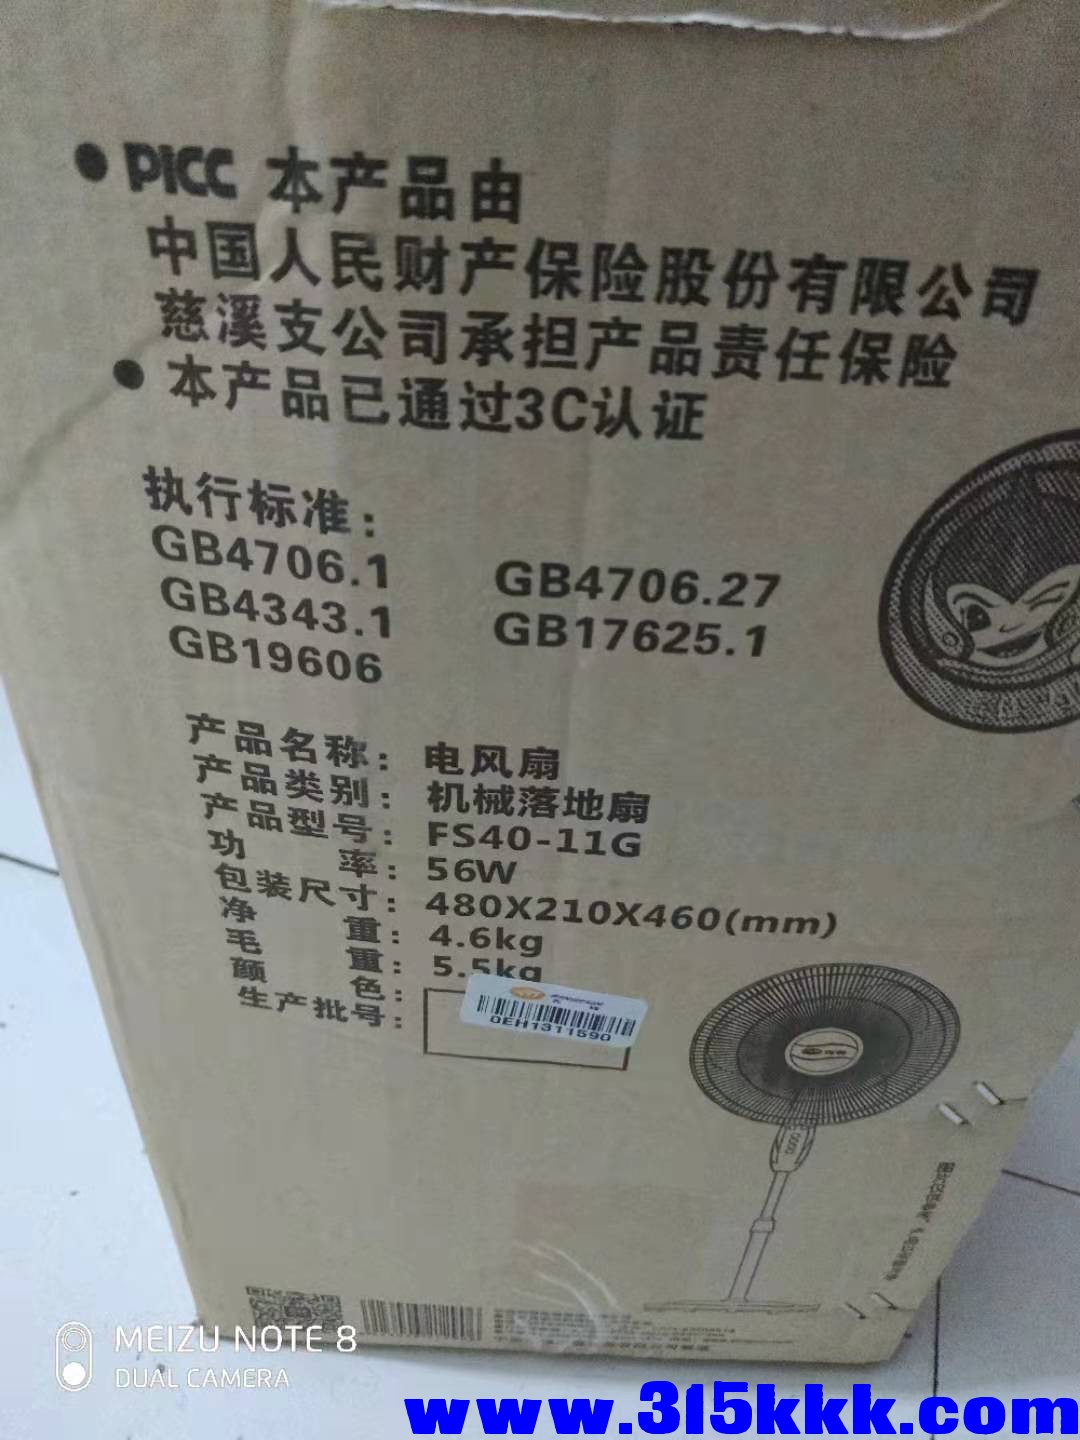 PICC 本产品由
中国人民财产保险股份有限公司
慈溪支公司承担产品责任保险
本产品已通过3C认证
执行标准：
GB4706.1 GB4706.27
GB4343.1 GB17625.1
GB19606
产品名称：电风扇
产品类别：机械落地扇
产品型号：FS40-11G
功率：56W
包装尺寸：480X210X460(mm)
净重：4.6kg
毛重：5.5kg
颜色：
生产批号：
0EH1311590
MEIZU NOTE 8
DUAL CAMERA
www.315kkk.com